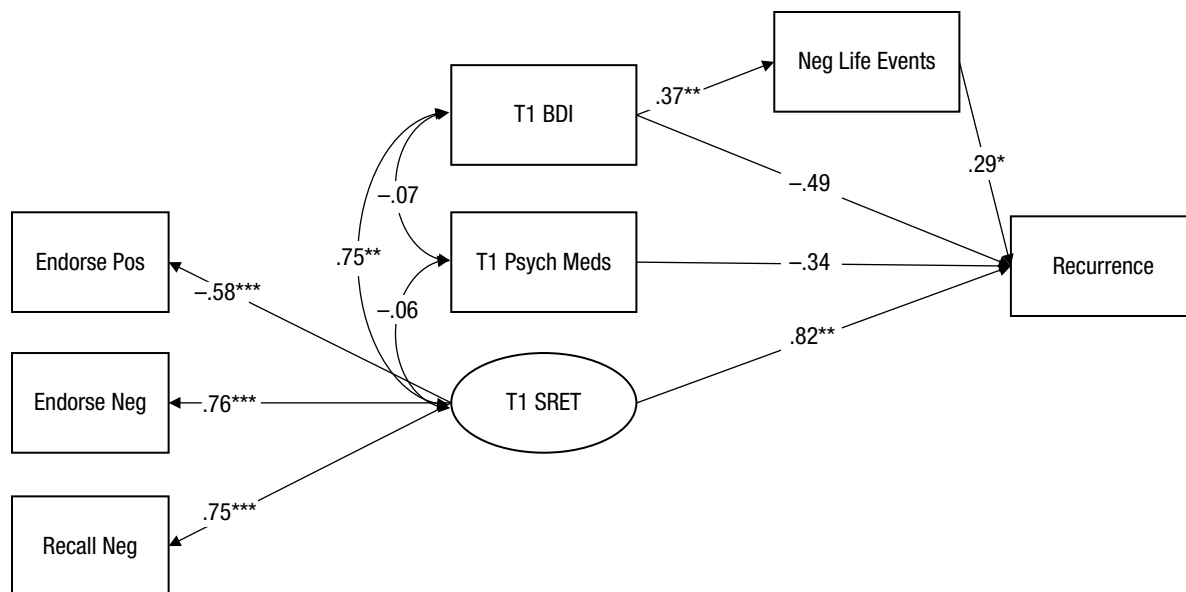 Neg Life Events
T1 BDI
.37**
.29*
–.07
–.49
Endorse Pos
.75**
T1 Psych Meds
–.34
Recurrence
–.58***
–.06
.82**
Endorse Neg
.76***
T1 SRET
.75***
Recall Neg